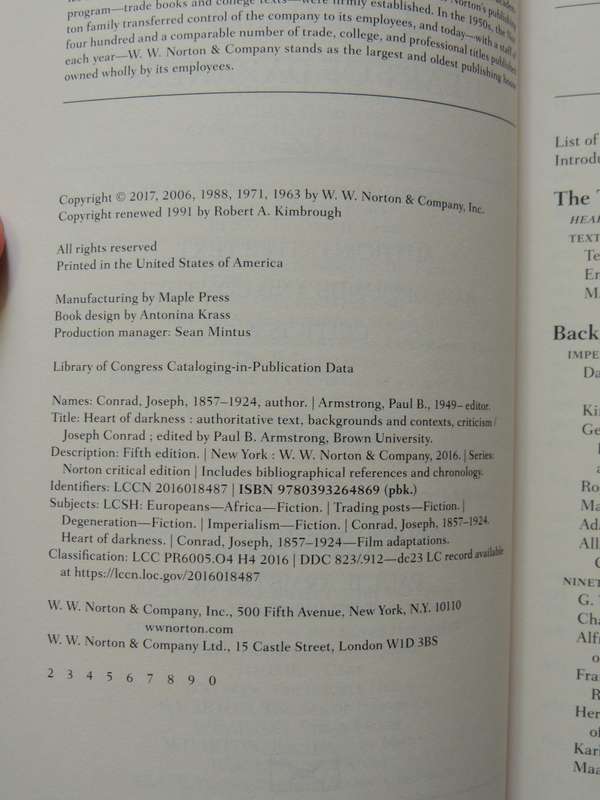 program—trade books and college texts—were firmly established. In the 1950s, the Nor-
ton family transferred control of the company to its employees, and today—with a staff of
four hundred and a comparable number of trade, college, and professional titles published
each year—W. W. Norton & Company stands as the largest and oldest publishing house
owned wholly by its employees.
Copyright © 2017, 2006, 1988, 1971, 1963 by W. W. Norton & Company, Inc.
Copyright renewed 1991 by Robert A. Kimbrough
All rights reserved
Printed in the United States of America
Manufacturing by Maple Press
Book design by Antonina Krass
Production manager: Sean Mintus
Library of Congress Cataloging-in-Publication Data
Names: Conrad, Joseph, 1857–1924, author. | Armstrong, Paul B., 1949– editor.
Title: Heart of darkness : authoritative text, backgrounds and contexts, criticism /
Joseph Conrad ; edited by Paul B. Armstrong, Brown University.
Description: Fifth edition. | New York : W. W. Norton & Company, 2016. | Series:
Norton critical edition | Includes bibliographical references and chronology.
Identifiers: LCCN 2016018487 | ISBN 9780393264869 (pbk.)
Subjects: LCSH: Europeans—Africa—Fiction. | Trading posts—Fiction. |
Degeneration—Fiction. | Imperialism—Fiction. | Conrad, Joseph, 1857–1924.
Heart of darkness. | Conrad, Joseph, 1857–1924—Film adaptations.
Classification: LCC PR6005.O4 H4 2016 | DDC 823/.912—dc23 LC record available
at https://lccn.loc.gov/2016018487
W. W. Norton & Company, Inc., 500 Fifth Avenue, New York, N.Y. 10110
wwnorton.com
W. W. Norton & Company Ltd., 15 Castle Street, London W1D 3BS
2 3 4 5 6 7 8 9 0
List of
Introdu
The T
HEAR
TEXT
Te
Er
M
Back
IMPE
Da
Ki
Ge
a
Ro
Ma
Ad
All
C
NINET
G.
Cha
Alfr
o
Fra
R
Her
of
Kari
Maa